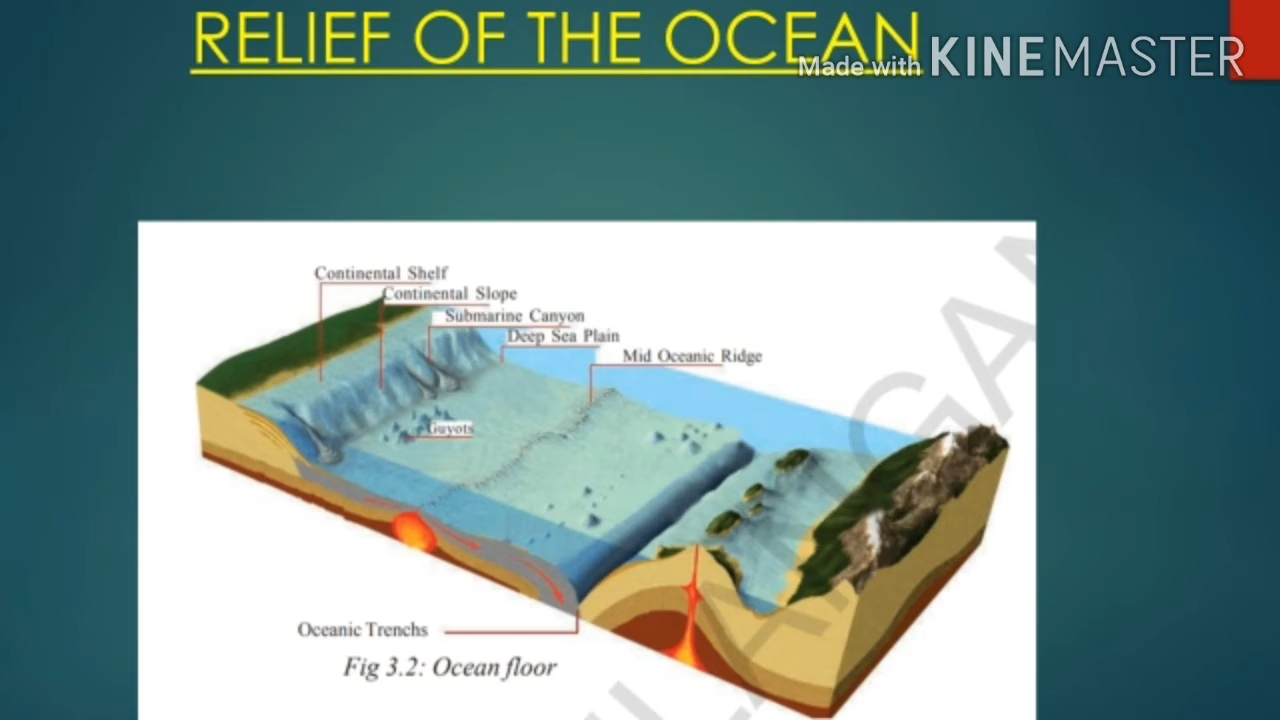 RELIEF OF THE OCEAN
Made with KINEMASTER
Continental Shelf
Continental Slope
Submarine Canyon
Deep Sea Plain
Mid Oceanic Ridge
Guyots
Oceanic Trenchs
Fig 3.2: Ocean floor